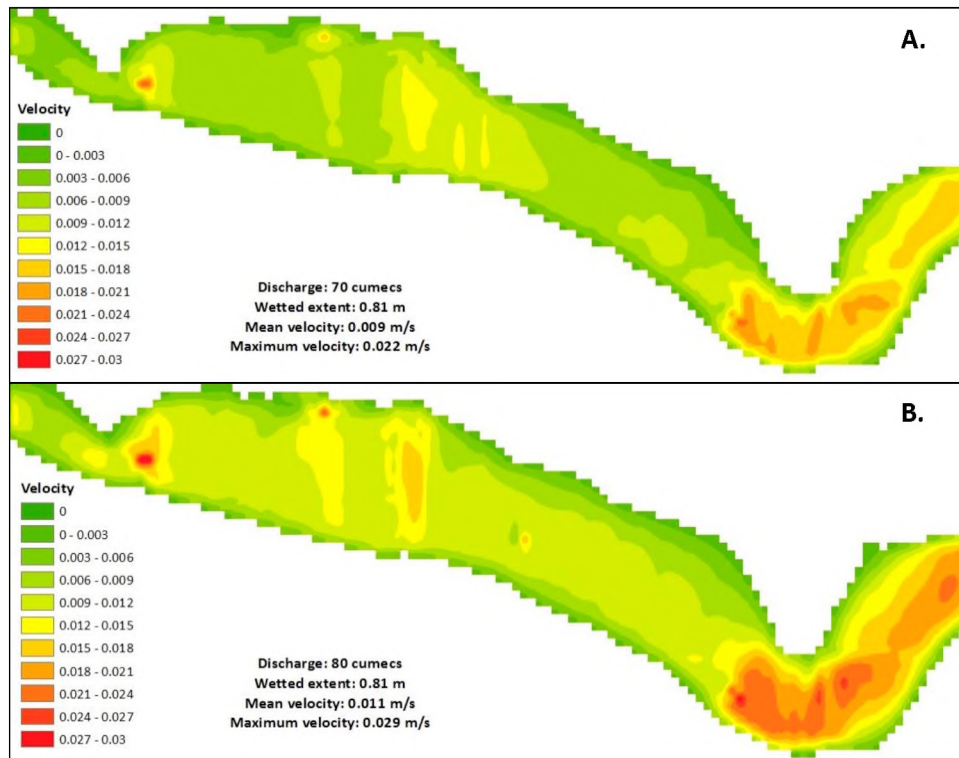 A.
Velocity
0
0 - 0.003
0.003 - 0.006
0.006 - 0.009
0.009 - 0.012
0.012 - 0.015
0.015 - 0.018
0.018 - 0.021
0.021 - 0.024
0.024 - 0.027
0.027 - 0.03
Discharge: 70 cumecs
Wetted extent: 0.81 m
Mean velocity: 0.009 m/s
Maximum velocity: 0.022 m/s
B.
Velocity
0
0 - 0.003
0.003 - 0.006
0.006 - 0.009
0.009 - 0.012
0.012 - 0.015
0.015 - 0.018
0.018 - 0.021
0.021 - 0.024
0.024 - 0.027
0.027 - 0.03
Discharge: 80 cumecs
Wetted extent: 0.81 m
Mean velocity: 0.011 m/s
Maximum velocity: 0.029 m/s